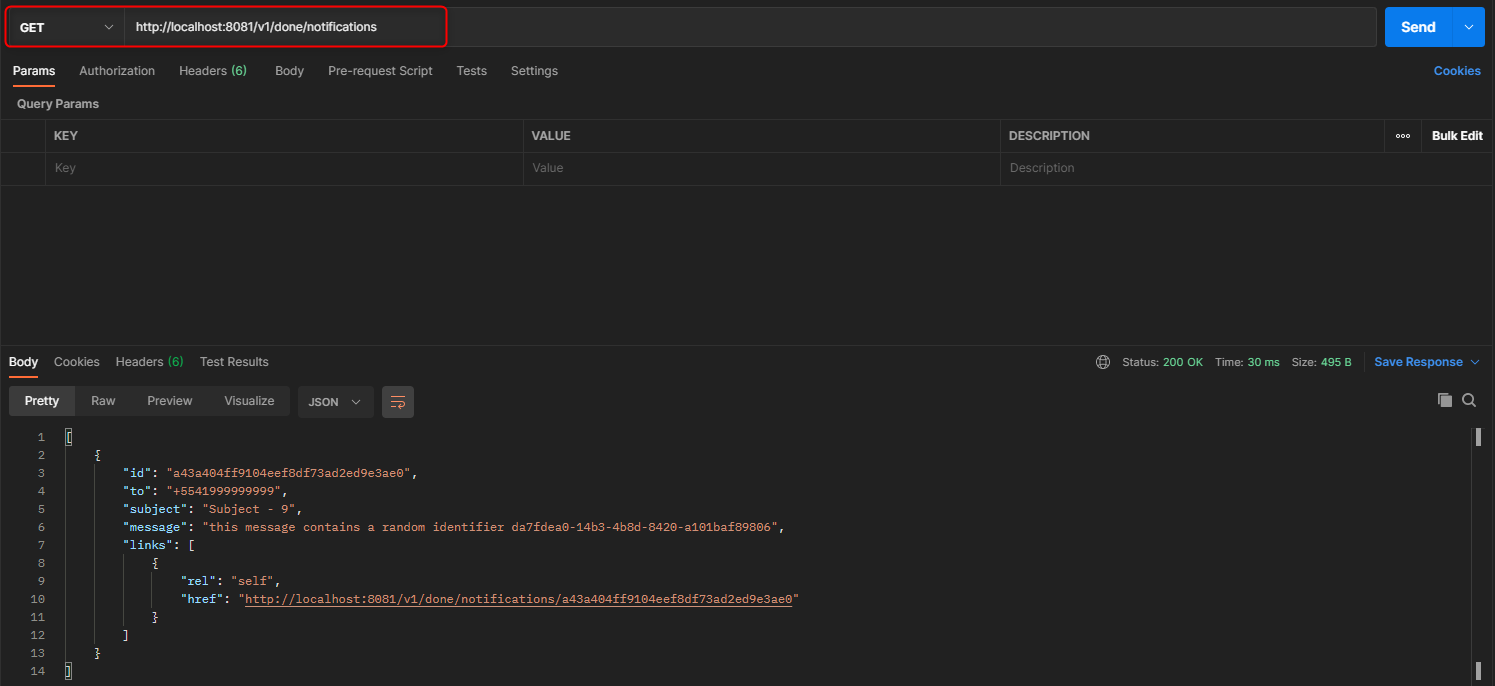 GET http://localhost:8081/v1/done/notifications Send
Params Authorization Headers (6) Body Pre-request Script Tests Settings Cookies
Query Params
KEY VALUE DESCRIPTION ooo Bulk Edit
Key Value Description
Body Cookies Headers (6) Test Results Status: 200 OK Time: 30 ms Size: 495 B Save Response
Pretty Raw Preview Visualize JSON
1 [
2 {
3 "id": "a43a404ff9104eef8df73ad2ed9e3ae0",
4 "to": "+5541999999999",
5 "subject": "Subject - 9",
6 "message": "this message contains a random identifier da7fdea0-14b3-4b8d-8420-a101baf89806",
7 "links": [
8 {
9 "rel": "self",
10 "href": "http://localhost:8081/v1/done/notifications/a43a404ff9104eef8df73ad2ed9e3ae0"
11 }
12 ]
13 }
14 ]